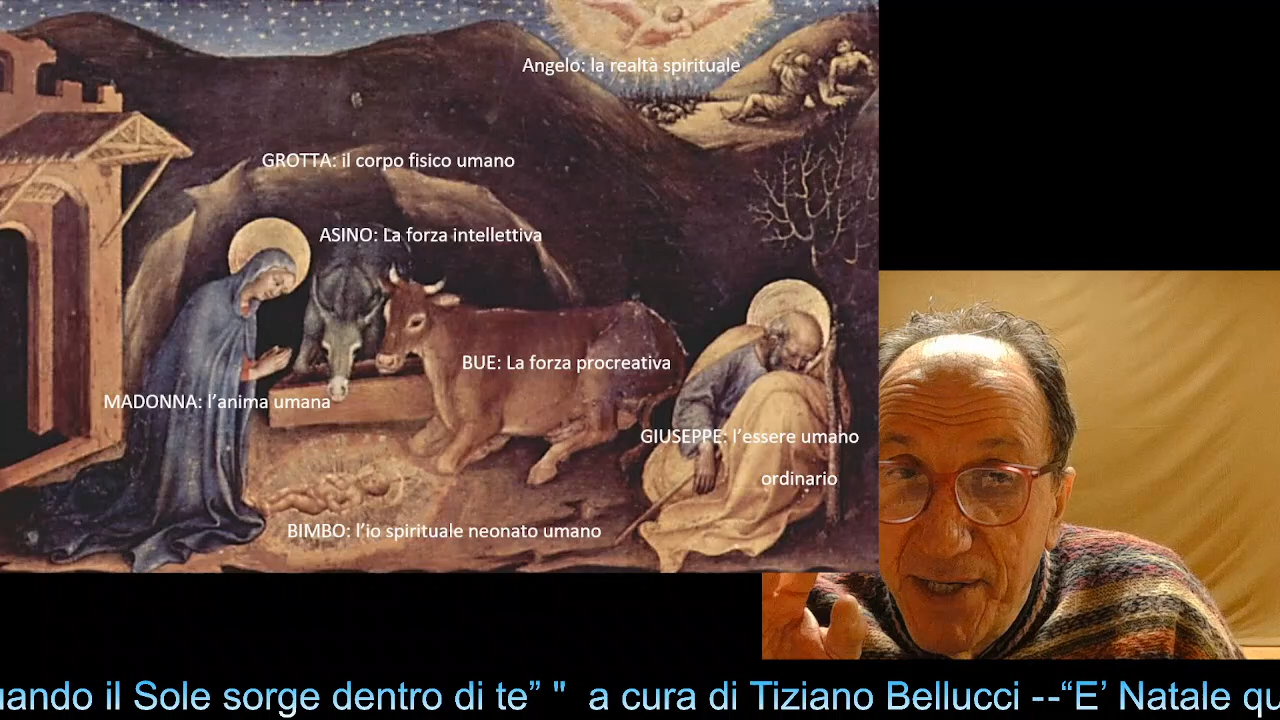 Angelo: la realtà spirituale
GROTTA: il corpo fisico umano
ASINO: La forza intellettiva
BUE: La forza procreativa
MADONNA: l’anima umana
GIUSEPPE: l’essere umano
ordinario
BIMBO: l’io spirituale neonato umano
uando il Sole sorge dentro di te” " a cura di Tiziano Bellucci --“E’ Natale qu